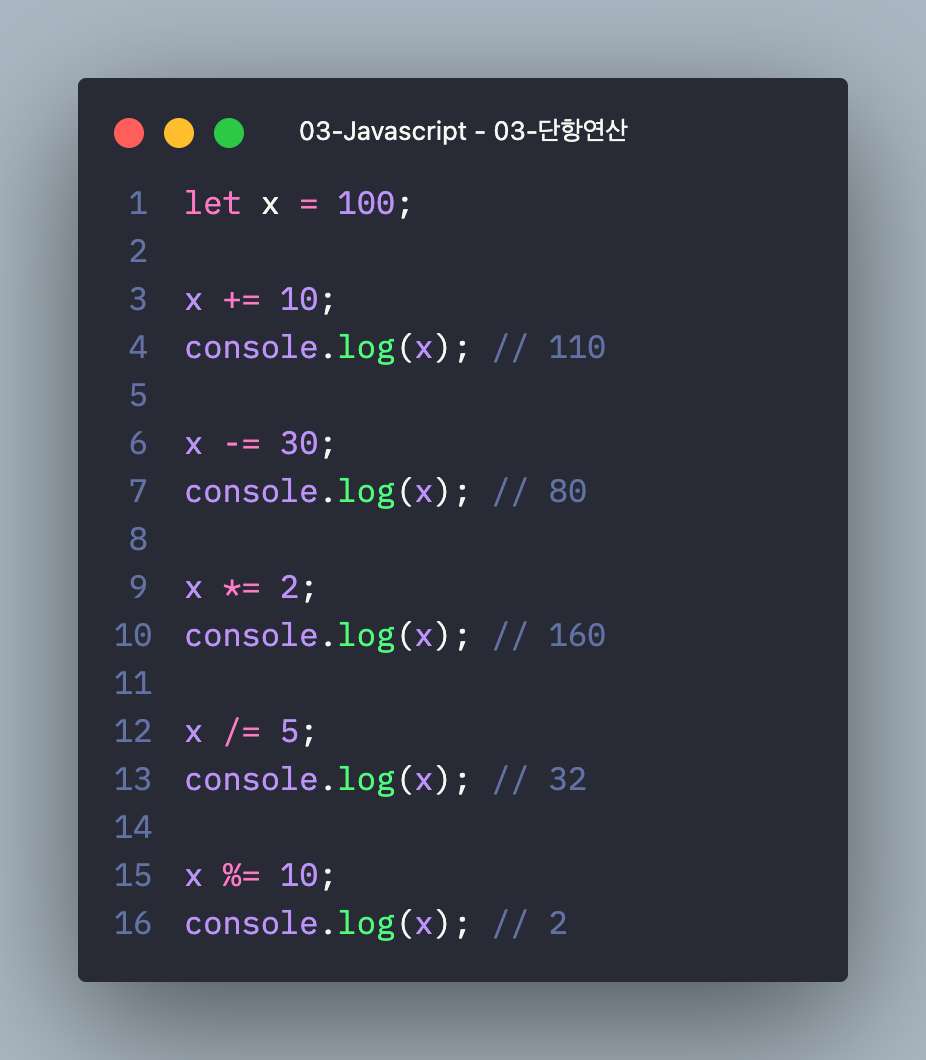 03-Javascript - 03-단항연산
1 let x = 100;
2
3 x += 10;
4 console.log(x); // 110
5
6 x -= 30;
7 console.log(x); // 80
8
9 x *= 2;
10 console.log(x); // 160
11
12 x /= 5;
13 console.log(x); // 32
14
15 x %= 10;
16 console.log(x); // 2